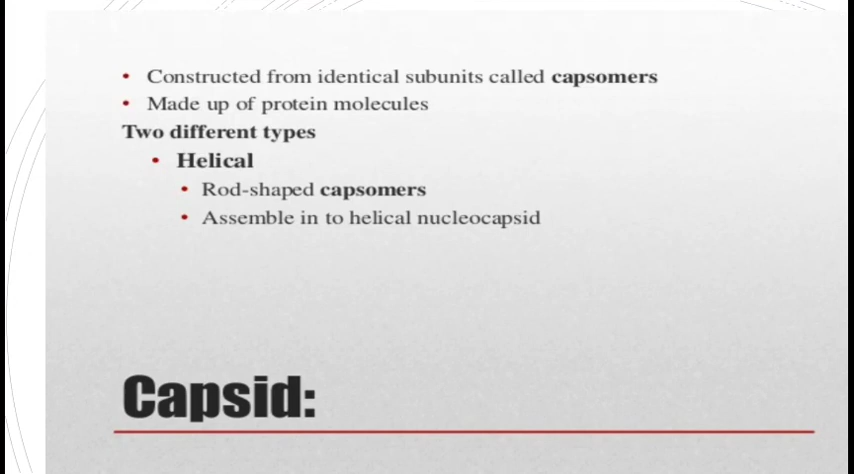 • Constructed from identical subunits called capsomers
• Made up of protein molecules
Two different types
• Helical
• Rod-shaped capsomers
• Assemble in to helical nucleocapsid
Capsid: